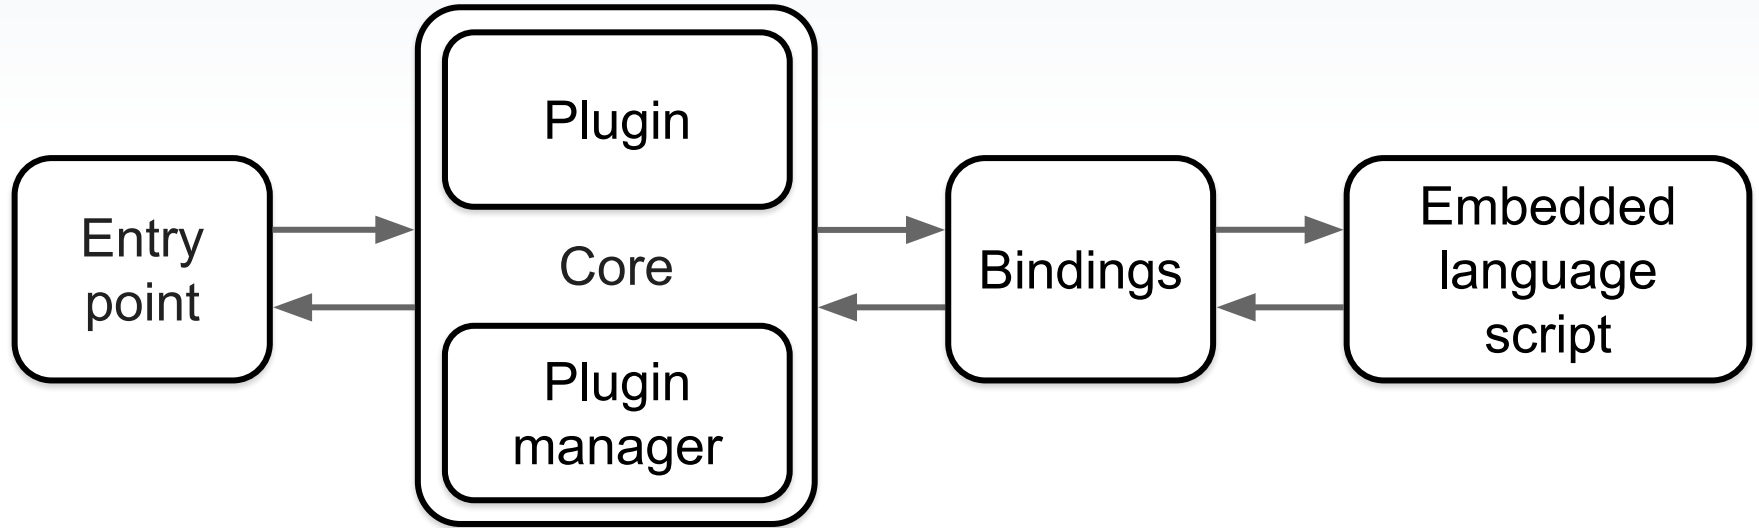 Entry
point
Plugin
Core
Plugin
manager
Bindings
Embedded
language
script